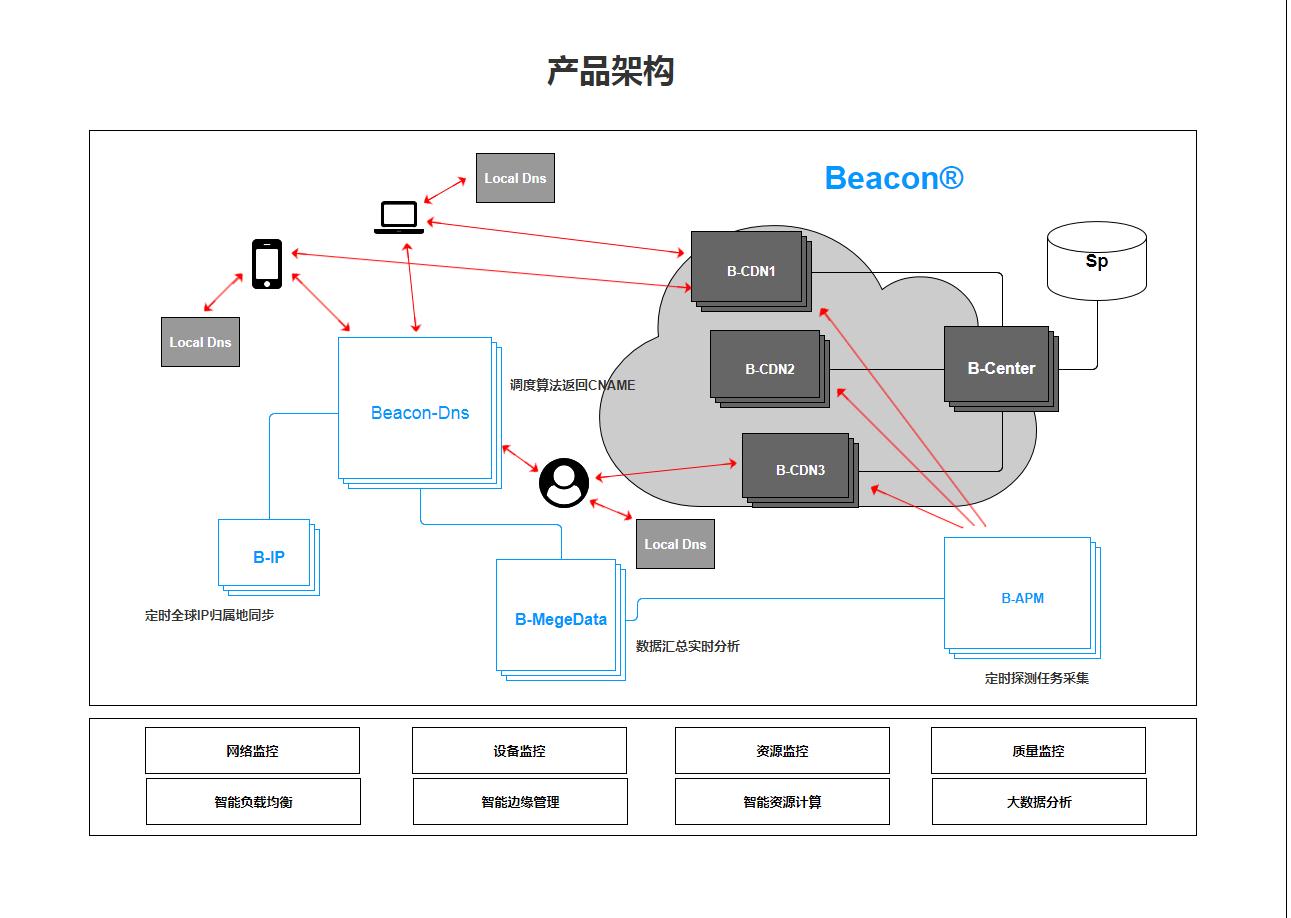 产品架构
Local Dns
Beacon®
Sp
B-CDN1
Local Dns
B-CDN2
B-Center
调度算法返回CNAME
Beacon-Dns
B-CDN3
Local Dns
B-IP
B-APM
定时全球IP归属地同步
B-MegeData
数据汇总实时分析
定时探测任务采集
网络监控
设备监控
资源监控
质量监控
智能负载均衡
智能边缘管理
智能资源计算
大数据分析